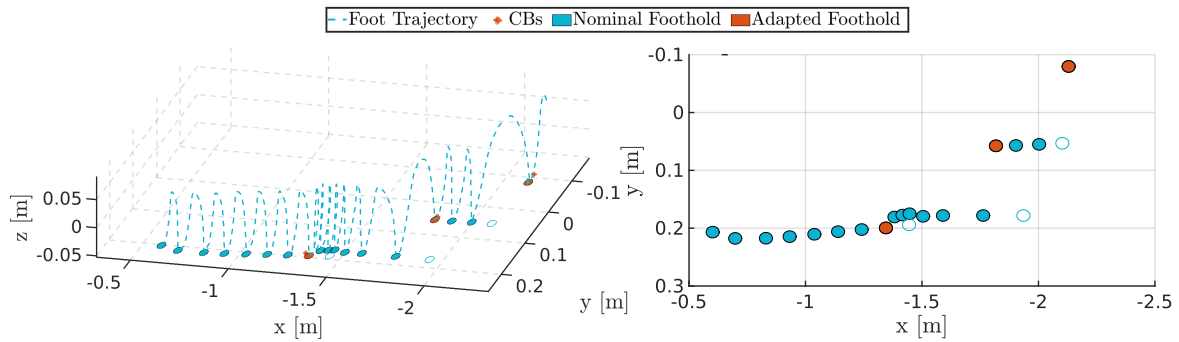 Foot Trajectory CBs Nominal Foothold Adapted Foothold
0.05
0
-0.05
z [m]
-0.5
-1
-1.5
-2
x [m]
-0.1
0
0.1
0.2
y [m]
-0.1
0
0.1
0.2
0.3
y [m]
-0.5 -1 -1.5 -2 -2.5
x [m]